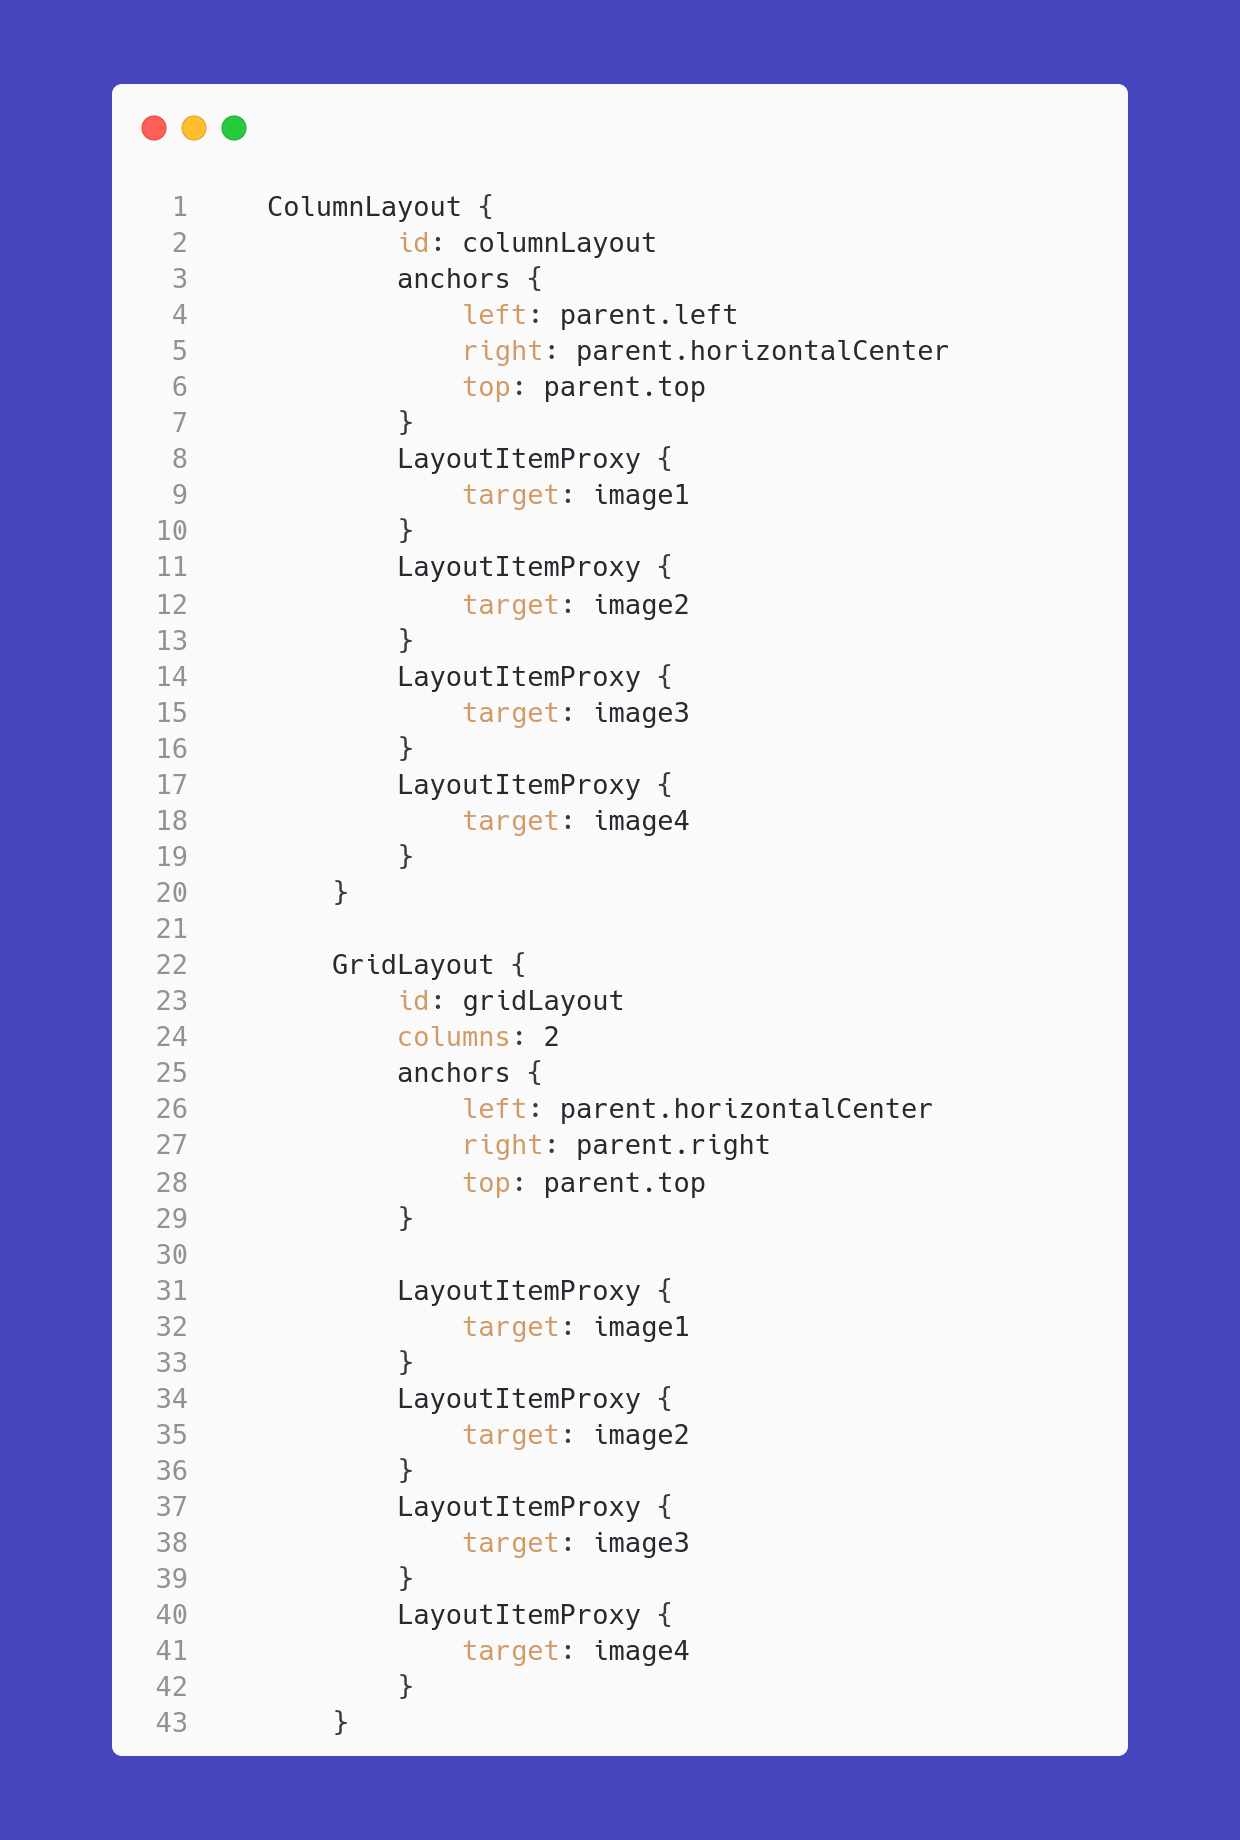 1 ColumnLayout {
2 id: columnLayout
3 anchors {
4 left: parent.left
5 right: parent.horizontalCenter
6 top: parent.top
7 }
8 LayoutItemProxy {
9 target: image1
10 }
11 LayoutItemProxy {
12 target: image2
13 }
14 LayoutItemProxy {
15 target: image3
16 }
17 LayoutItemProxy {
18 target: image4
19 }
20 }
21
22 GridLayout {
23 id: gridLayout
24 columns: 2
25 anchors {
26 left: parent.horizontalCenter
27 right: parent.right
28 top: parent.top
29 }
30
31 LayoutItemProxy {
32 target: image1
33 }
34 LayoutItemProxy {
35 target: image2
36 }
37 LayoutItemProxy {
38 target: image3
39 }
40 LayoutItemProxy {
41 target: image4
42 }
43 }